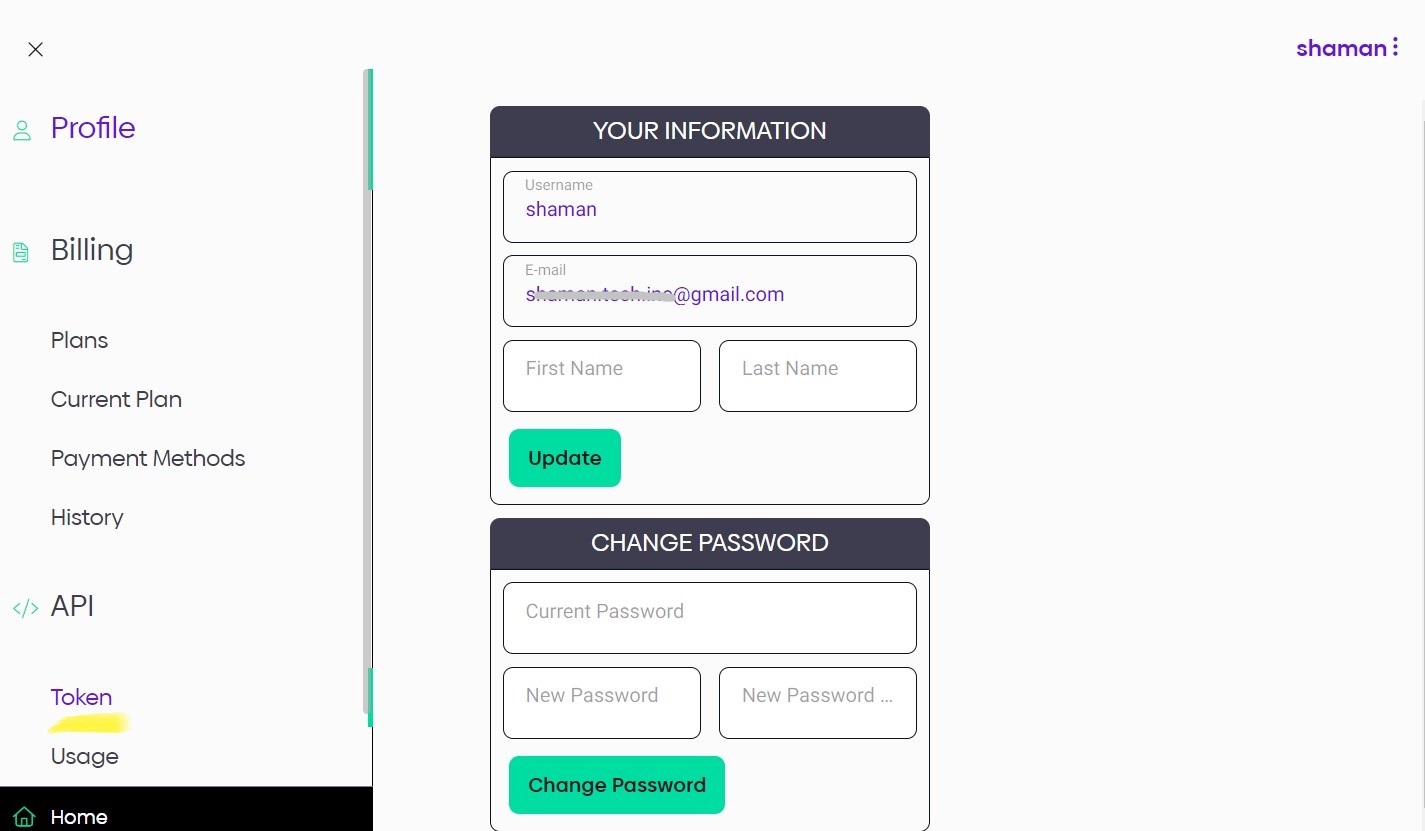 shaman
Profile
Billing
Plans
Current Plan
Payment Methods
History
API
Token
Usage
Home
YOUR INFORMATION
Username
shaman
E-mail
@gmail.com
First Name Last Name
Update
CHANGE PASSWORD
Current Password
New Password New Password ...
Change Password